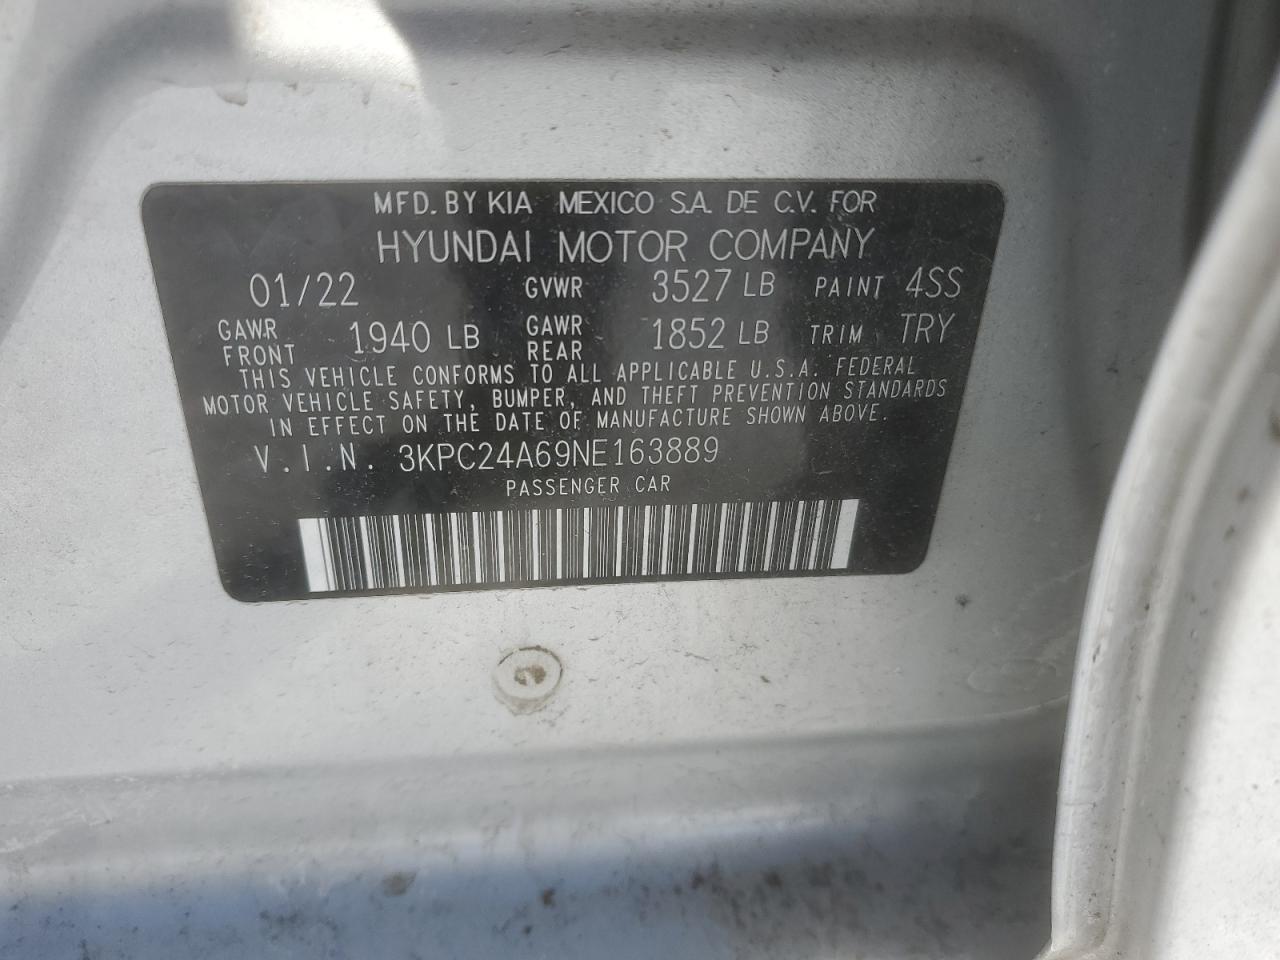 MFD. BY KIA MEXICO S.A. DE C.V. FOR
HYUNDAI MOTOR COMPANY
01/22 GVWR 3527 LB PAINT 4SS
GAWR FRONT 1940 LB GAWR REAR 1852 LB TRIM TRY
THIS VEHICLE CONFORMS TO ALL APPLICABLE U.S.A. FEDERAL
MOTOR VEHICLE SAFETY, BUMPER, AND THEFT PREVENTION STANDARDS
IN EFFECT ON THE DATE OF MANUFACTURE SHOWN ABOVE.
V.I.N. 3KPC24A69NE163889
PASSENGER CAR